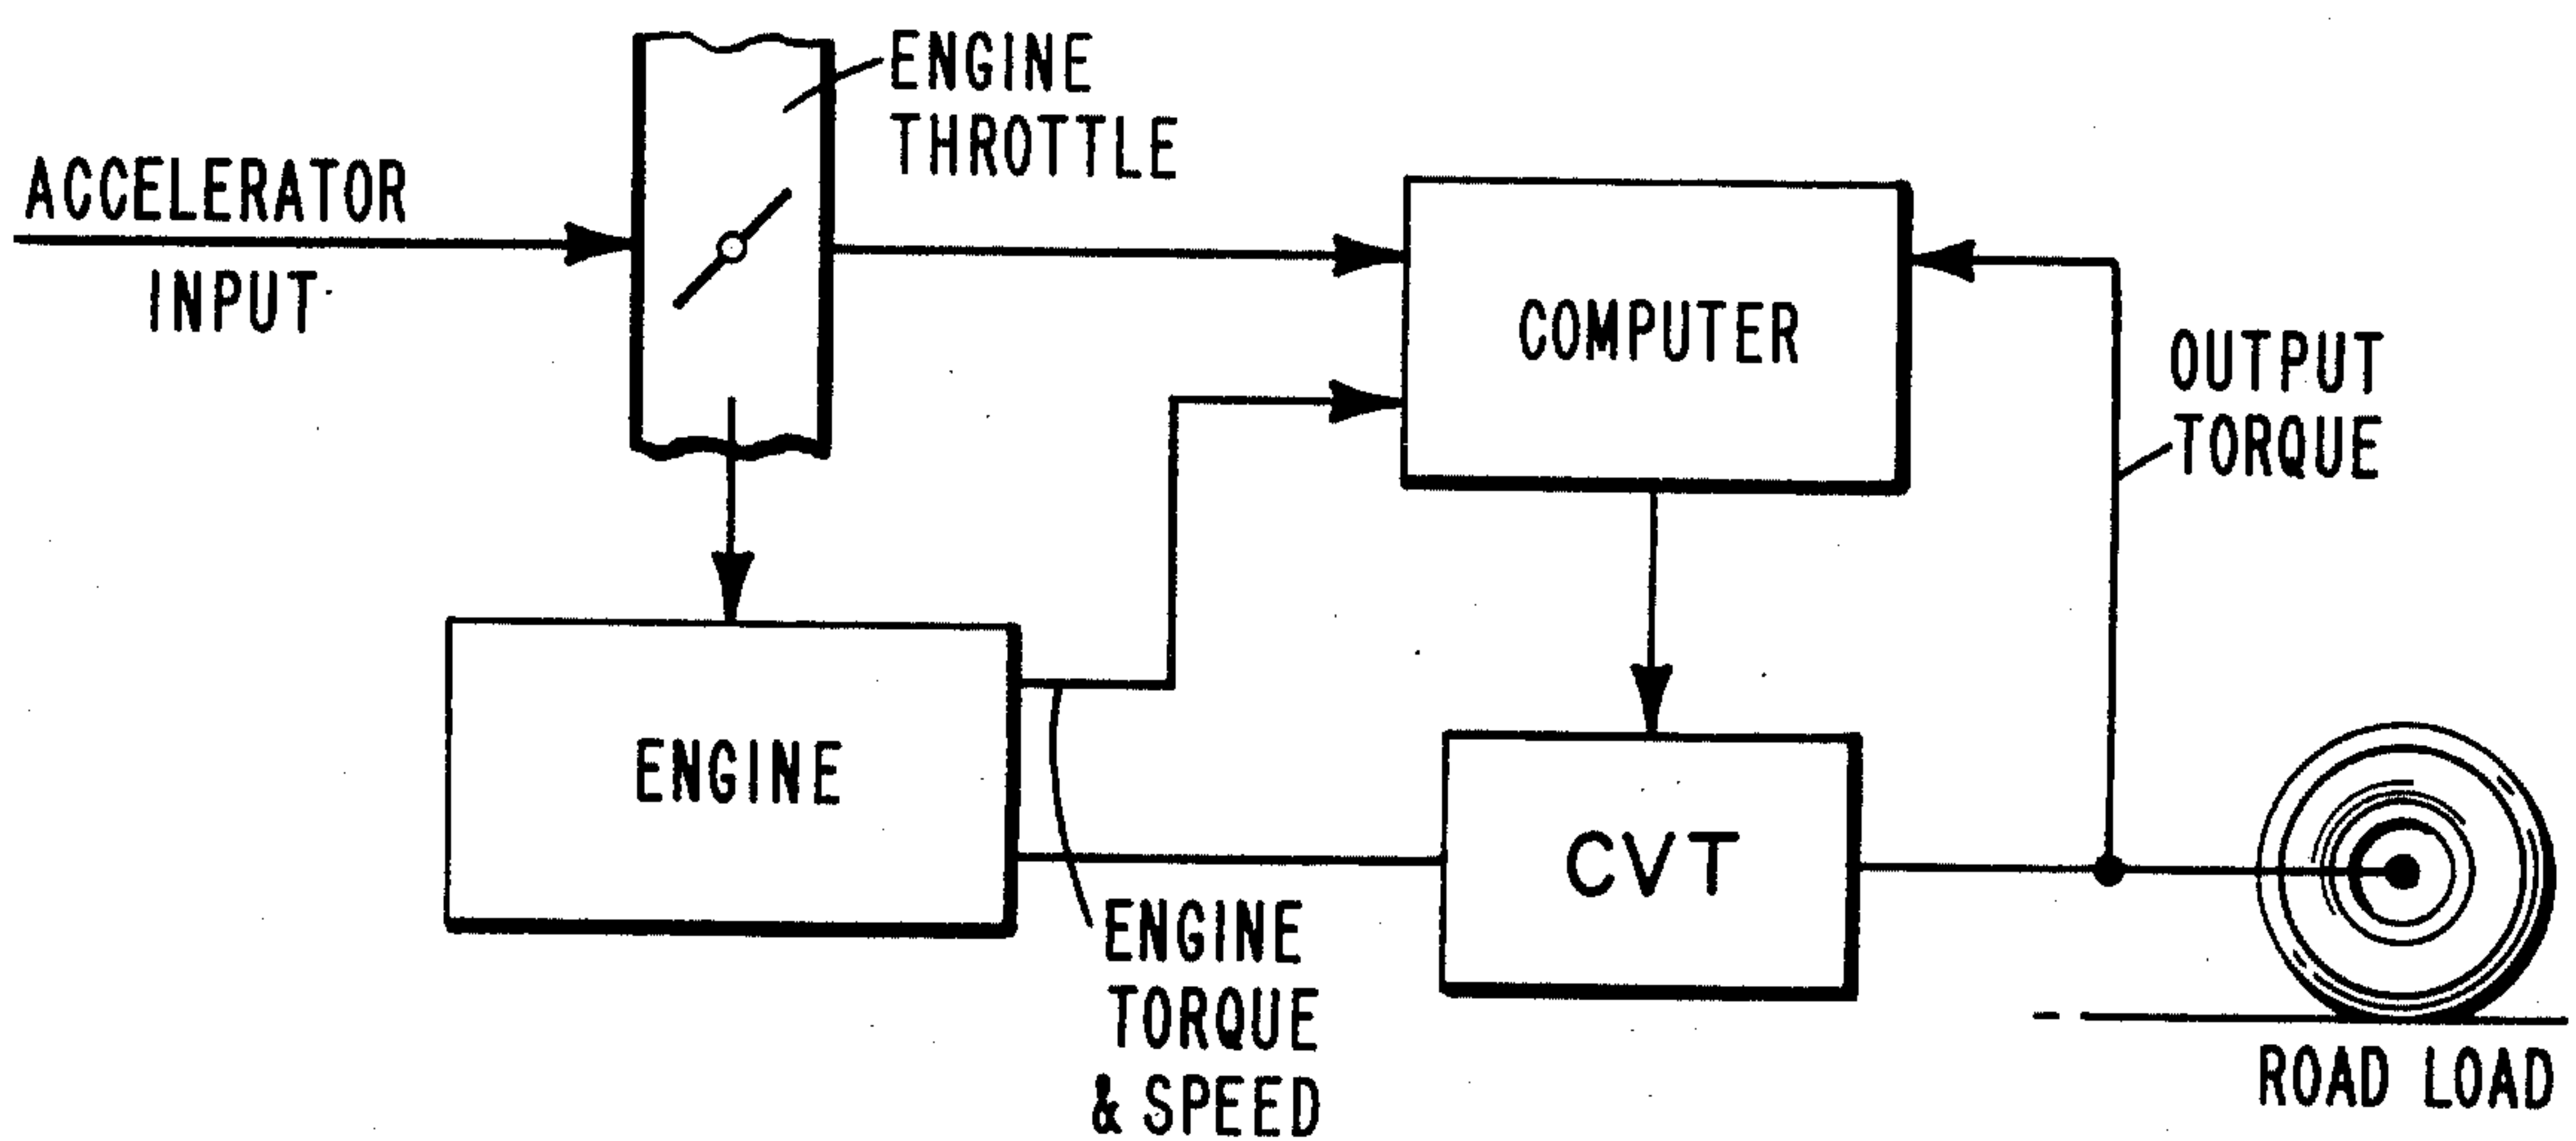 ENGINE
THROTTLE
ACCELERATOR
INPUT
COMPUTER
OUTPUT
TORQUE
ENGINE
CVT
ENGINE
TORQUE
& SPEED
ROAD LOAD